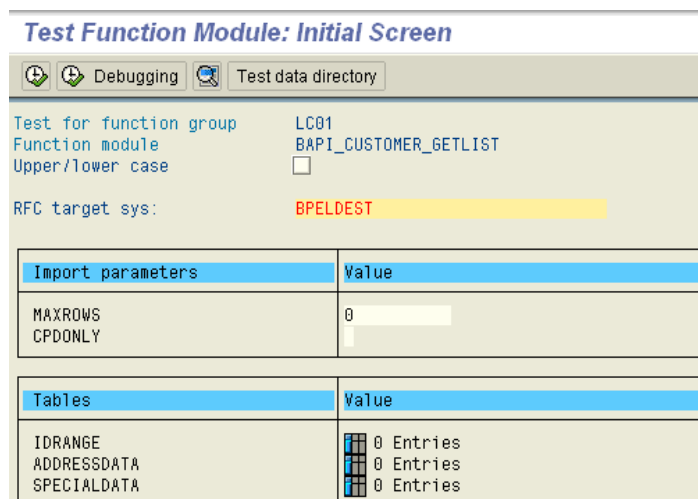 Test Function Module: Initial Screen
Debugging Test data directory
Test for function group LC01
Function module BAPI_CUSTOMER_GETLIST
Upper/lower case
RFC target sys: BPELDEST
Import parameters Value
MAXROWS 0
CPDONLY
Tables Value
IDRANGE 0 Entries
ADDRESSDATA 0 Entries
SPECIALDATA 0 Entries